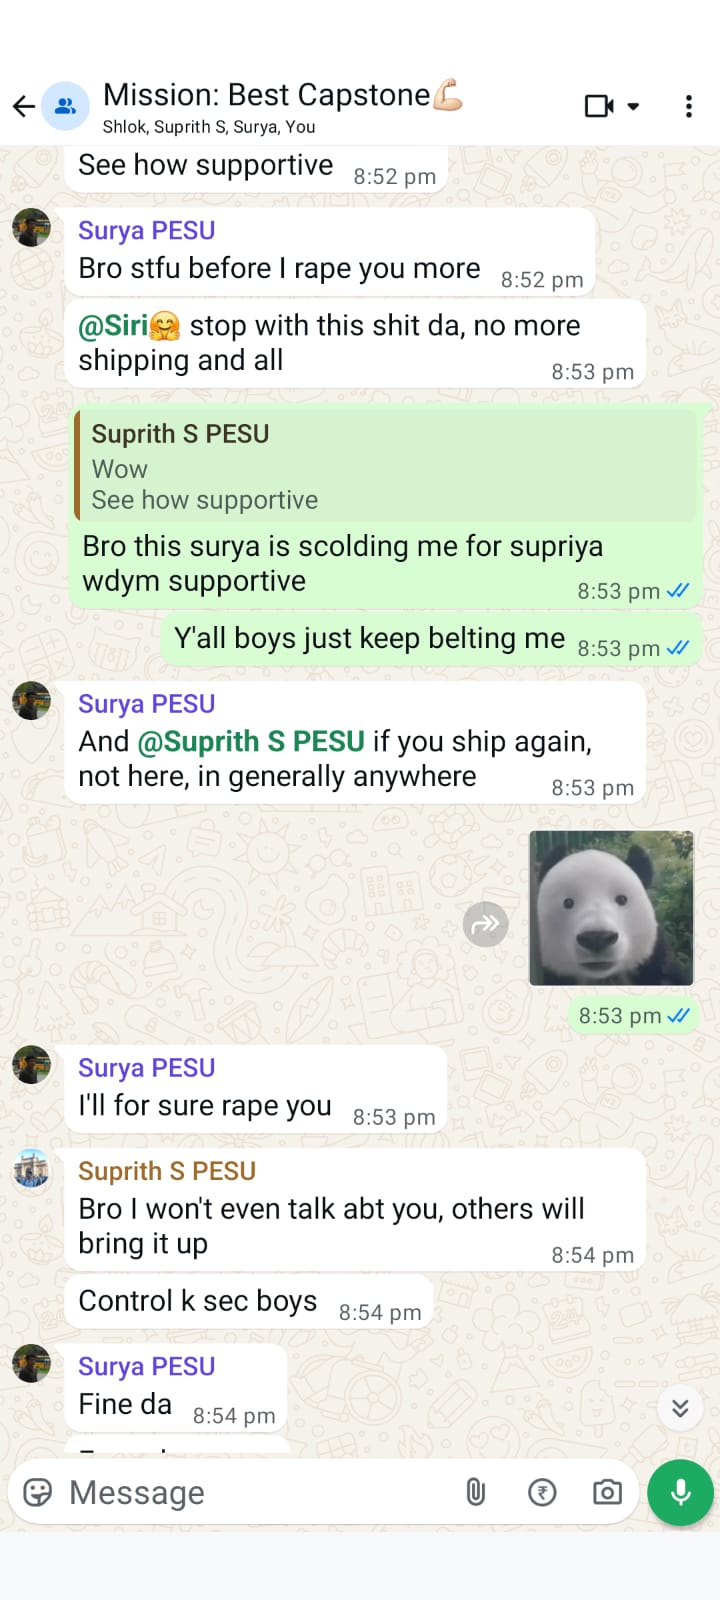 Mission: Best Capstone💪🏻
Shlok, Suprith S, Surya, You
See how supportive 8:52 pm
Surya PESU
Bro stfu before I rape you more 8:52 pm
@Siri🤗 stop with this shit da, no more
shipping and all 8:53 pm
Suprith S PESU
Wow
See how supportive
Bro this surya is scolding me for supriya
wdym supportive 8:53 pm
Y'all boys just keep belting me 8:53 pm
Surya PESU
And @Suprith S PESU if you ship again,
not here, in generally anywhere 8:53 pm
8:53 pm
Surya PESU
I'll for sure rape you 8:53 pm
Suprith S PESU
Bro I won't even talk abt you, others will
bring it up 8:54 pm
Control k sec boys 8:54 pm
Surya PESU
Fine da 8:54 pm
Message